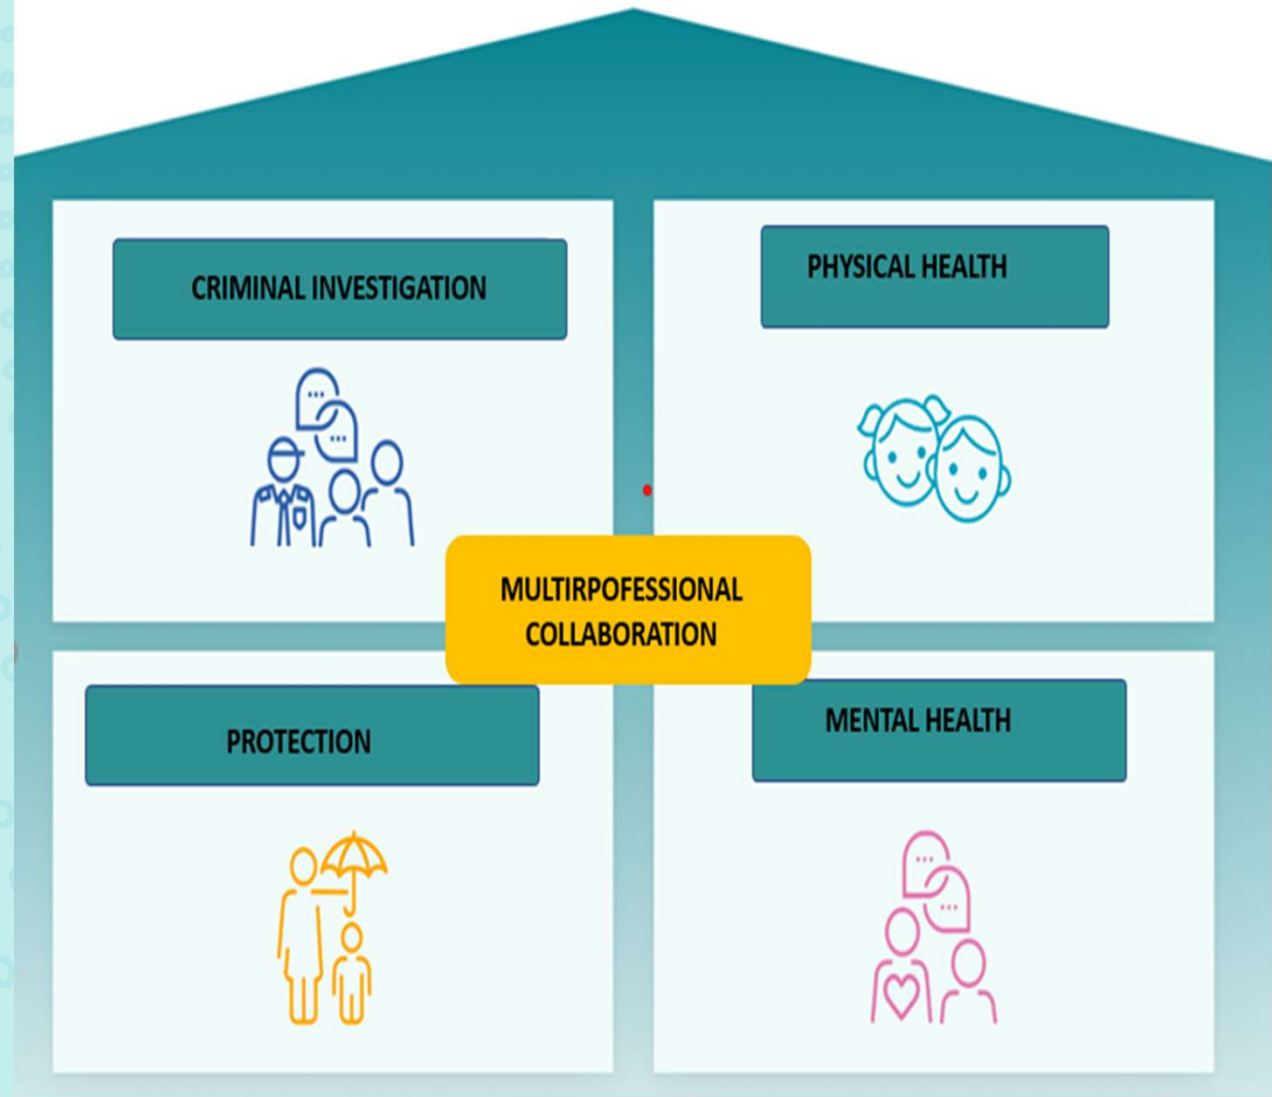 CRIMINAL INVESTIGATION
PHYSICAL HEALTH
MULTIRPOFESSIONAL
COLLABORATION
PROTECTION
MENTAL HEALTH